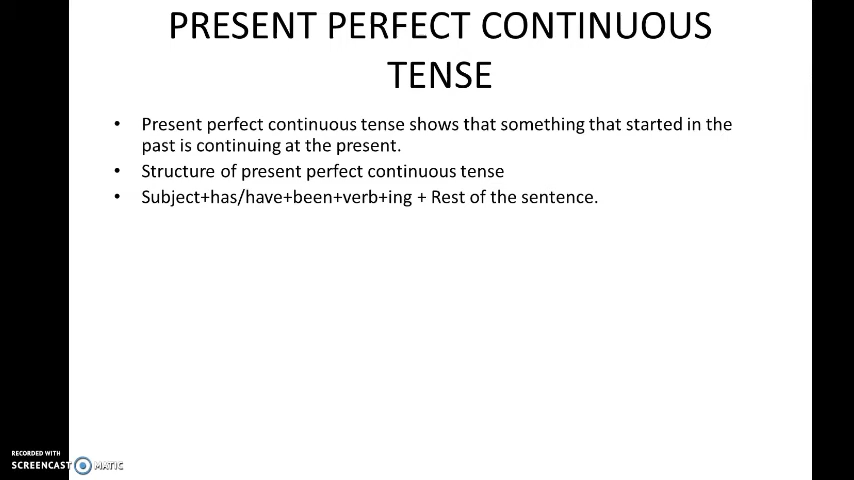 PRESENT PERFECT CONTINUOUS
TENSE
• Present perfect continuous tense shows that something that started in the
past is continuing at the present.
• Structure of present perfect continuous tense
• Subject+has/have+been+verb+ing + Rest of the sentence.
RECORDED WITH
SCREENCAST MATIC